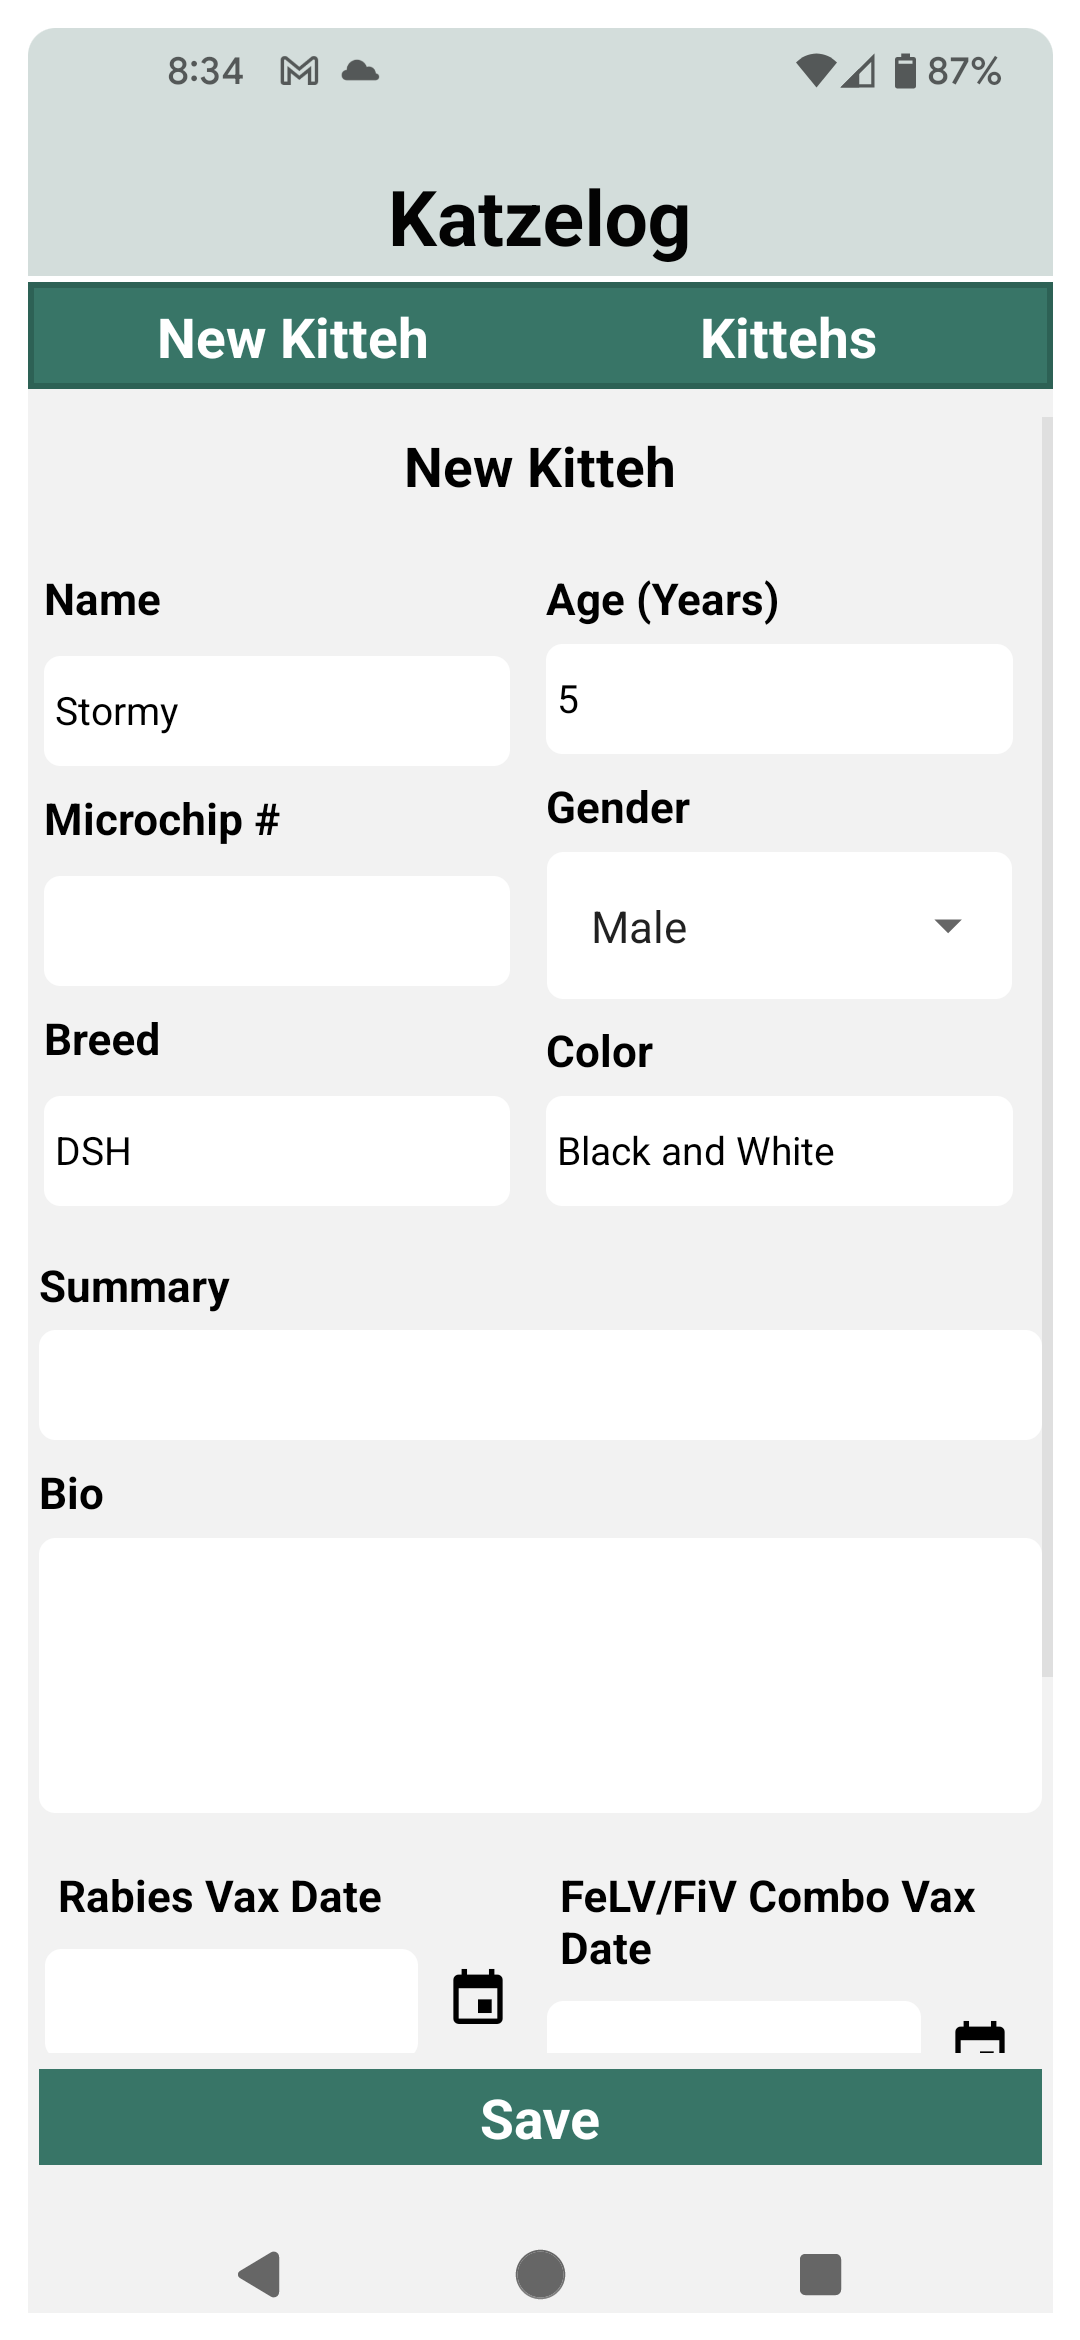 8:34
87%
Katzelog
New Kitteh
Kittehs
New Kitteh
Name
Age (Years)
Stormy
5
Microchip #
Gender
Male
Breed
Color
DSH
Black and White
Summary
Bio
Rabies Vax Date
FeLV/FiV Combo Vax
Date
Save